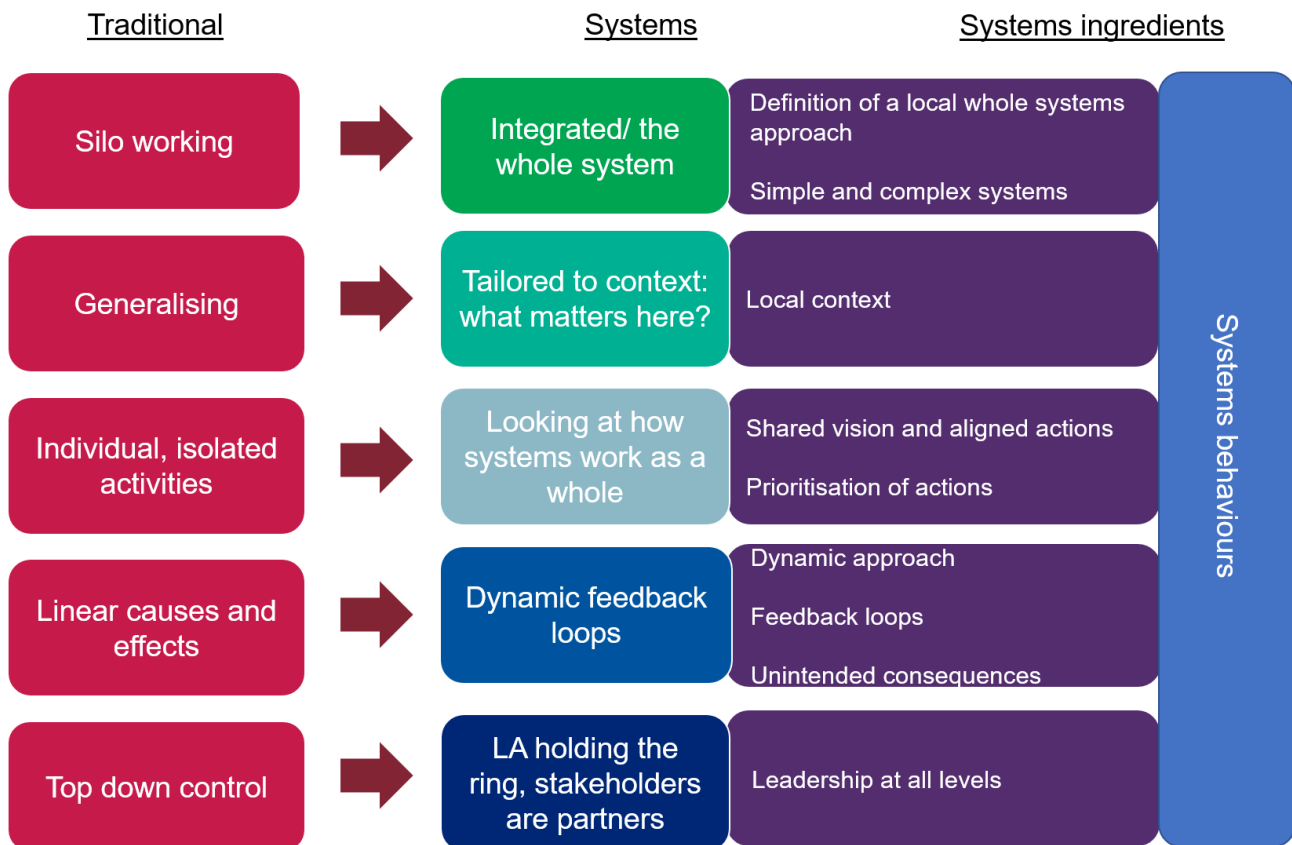 Traditional
Systems
Systems ingredients
Silo working
Integrated/ the
whole system
Definition of a local whole systems
approach
Simple and complex systems
Generalising
Tailored to context:
what matters here?
Local context
Individual, isolated
activities
Looking at how
systems work as a
whole
Shared vision and aligned actions
Prioritisation of actions
Linear causes and
effects
Dynamic feedback
loops
Dynamic approach
Feedback loops
Unintended consequences
Top down control
LA holding the
ring, stakeholders
are partners
Leadership at all levels
Systems behaviours